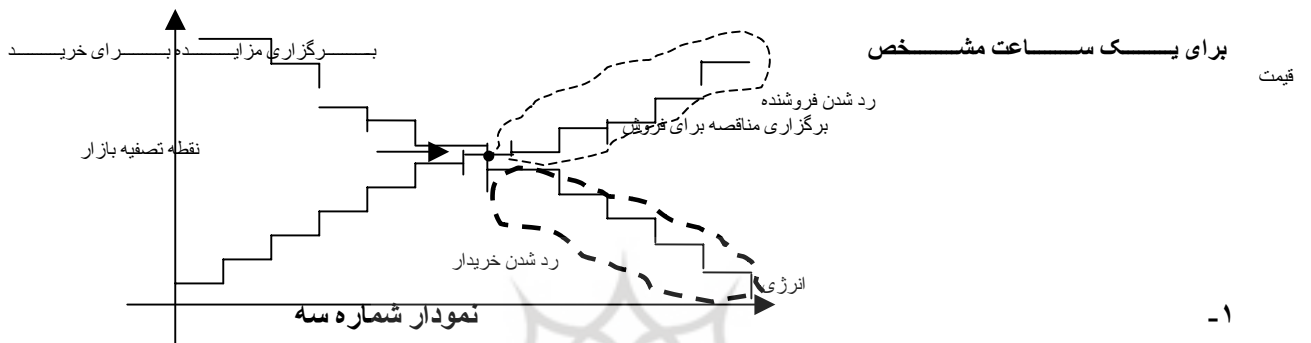 برای یک ساعت مشخص
برگزاری مزایده برای خرید
قیمت
رد شدن فروشنده
برگزاری مناقصه برای فروش
نقطه تصفیه بازار
رد شدن خریدار
انرژی
نمودار شماره سه
۱-